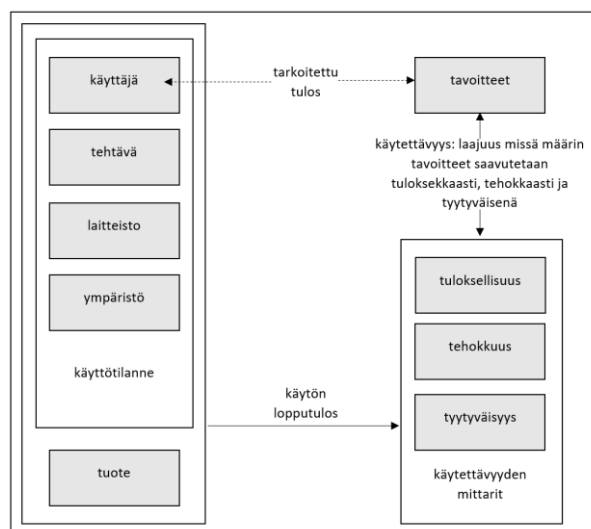 käyttäjä
tarkoitettu
tulos
tavoitteet
tehtävä
käytettävyys: laajuus missä määrin
tavoitteet saavutetaan
tuloksekkaasti, tehokkaasti ja
tyytyväisenä
laitteisto
ympäristö
käyttötilanne
tuote
käytön
lopputulos
tuloksellisuus
tehokkuus
tyytyväisyys
käytettävyyden
mittarit